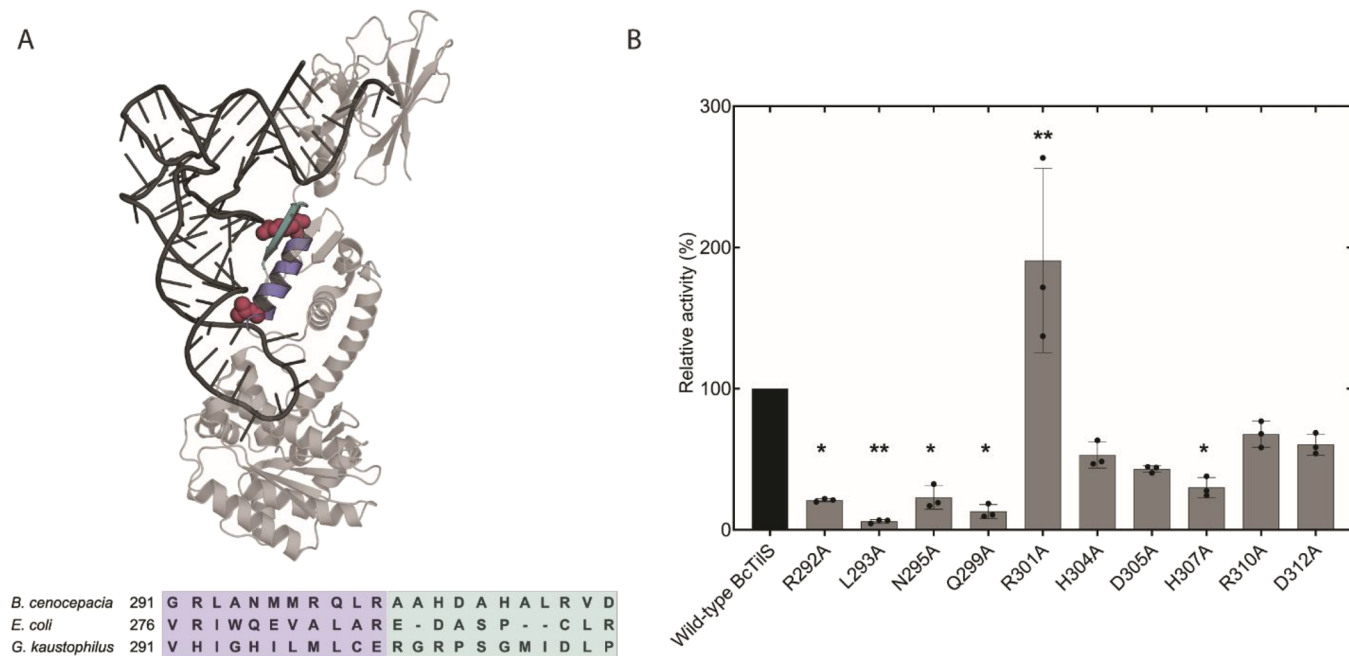 A
B
300
**
200
Relative activity (%)
100
*
**
*
*
*
0
Wild-type BcTilS
R292A
L293A
N295A
Q299A
R301A
H304A
D305A
H307A
R310A
D312A
B. cenocepacia 291 G R L A N M M R Q L R A A H D A H A L R V D
E. coli 276 V R I W Q E V A L A R E - D A S P - - C L R
G. kaustophilus 291 V H I G H I L M L C E R G R P S G M I D L P